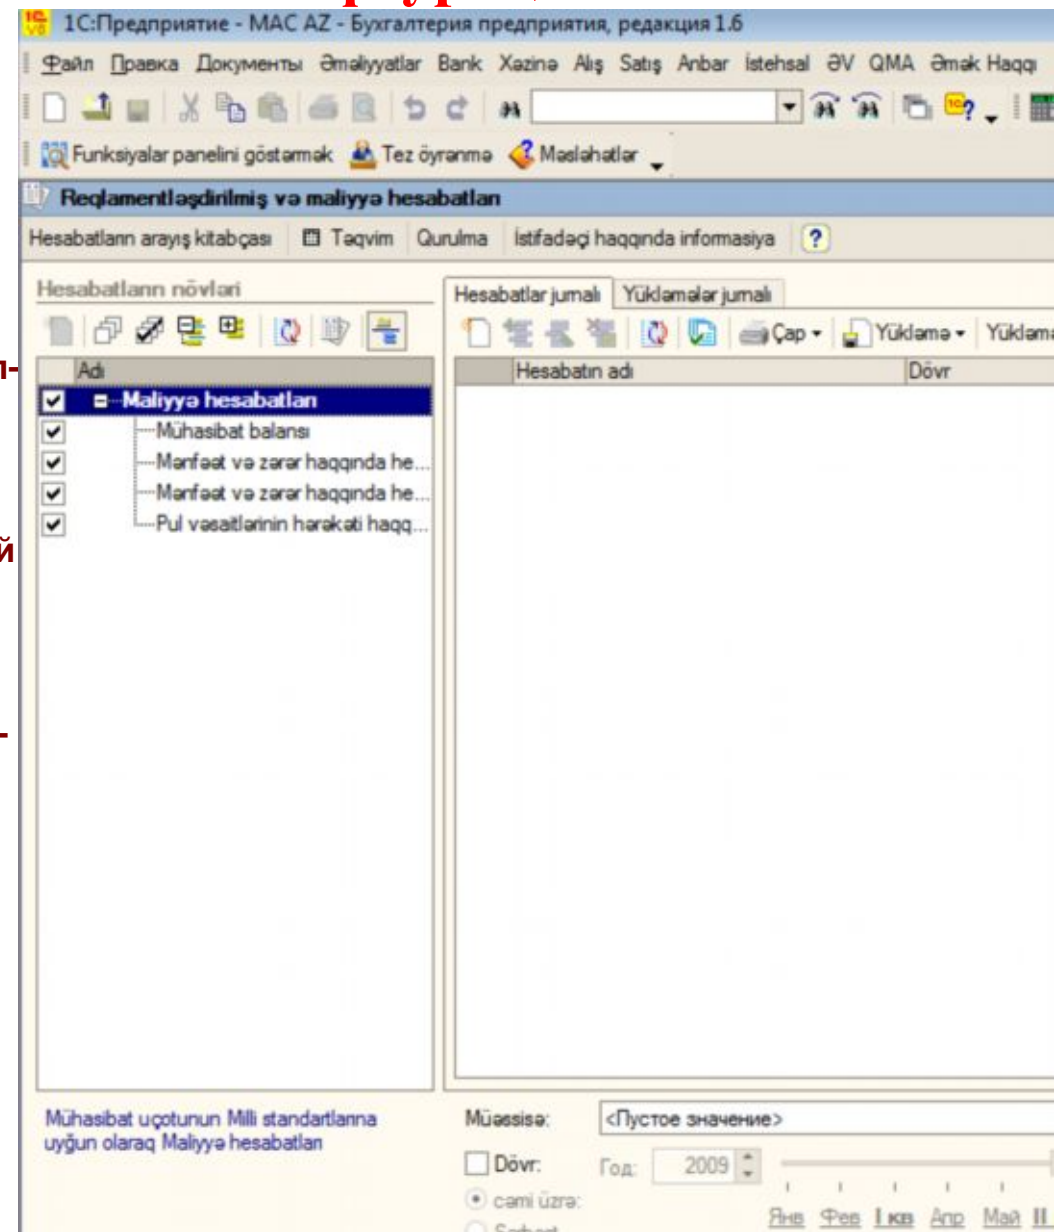 1С:Предприятие - MAC AZ - Бухгалтерия предприятия, редакция 1.6
Файл Правка Документы Əməliyyatlar Bank Xəzinə Alış Satış Anbar İstehsal ƏV QMA Əmək Haqqı
Funksiyalar panelini göstərmək Tez öyrənmə Məsləhətlər
Reqlamentləşdirilmiş və maliyyə hesabatları
Hesabatların arayış kitabçası Təqvim Qurulma İstifadəçi haqqında informasiya ?
Hesabatların növləri
Hesabatlar jurnalı Yükləmələr jurnalı
Çap Yükləmə Yükləmə
Adı
Hesabatın adı Dövr
Maliyyə hesabatları
Mühasibat balansı
Mənfəət və zərər haqqında he...
Mənfəət və zərər haqqında he...
Pul vəsaitlərinin hərəkəti haqq...
й
-
Mühasibat uçotunun Milli standartlarına
uyğun olaraq Maliyyə hesabatları
Müəssisə: <Пустое значение>
Dövr: Год: 2009
cəmi üzrə:
Янв Фев I кв Апр Май II